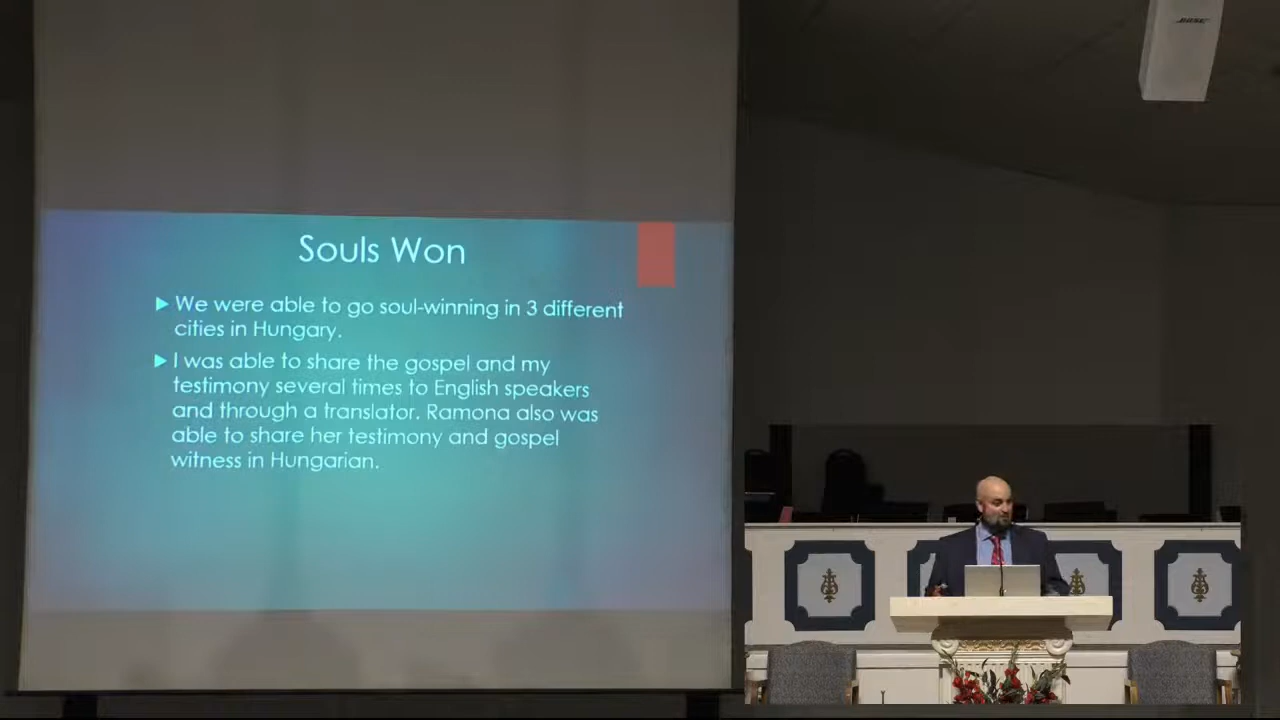 Souls Won
We were able to go soul-winning in 3 different
cities in Hungary.
I was able to share the gospel and my
testimony several times to English speakers
and through a translator. Ramona also was
able to share her testimony and gospel
witness in Hungarian.
BOSE